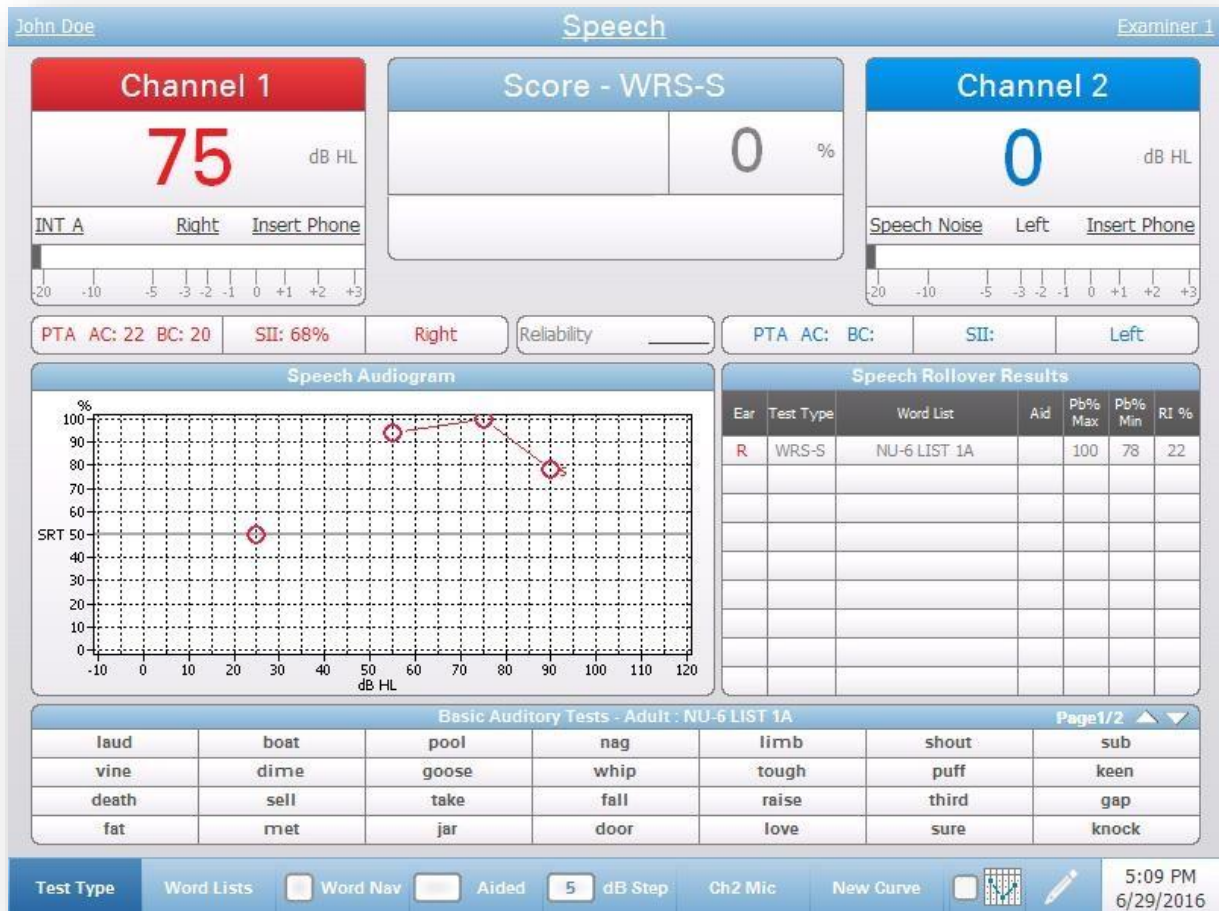 John Doe Speech Examiner 1
Channel 1 Score - WRS-S Channel 2
75 dB HL 0 % 0 dB HL
INT A Right Insert Phone Speech Noise Left Insert Phone
-20 -10 -5 -3 -2 -1 0 +1 +2 +3 -20 -10 -5 -3 -2 -1 0 +1 +2 +3
PTA AC: 22 BC: 20 SII: 68% Right Reliability PTA AC: BC: SII: Left
Speech Audiogram
%
100
90
80
70
60
SRT 50
40
30
20
10
0
S
-10 0 10 20 30 40 50 60 70 80 90 100 110 120
dB HL
Speech Rollover Results
Ear Test Type Word List Aid Pb% Max Pb% Min RI %
R WRS-S NU-6 LIST 1A 100 78 22
Basic Auditory Tests - Adult : NU-6 LIST 1A Page1/2
laud boat pool nag limb shout sub
vine dime goose whip tough puff keen
death sell take fall raise third gap
fat met jar door love sure knock
Test Type Word Lists Word Nav Aided 5 dB Step Ch2 Mic New Curve 5:09 PM
6/29/2016